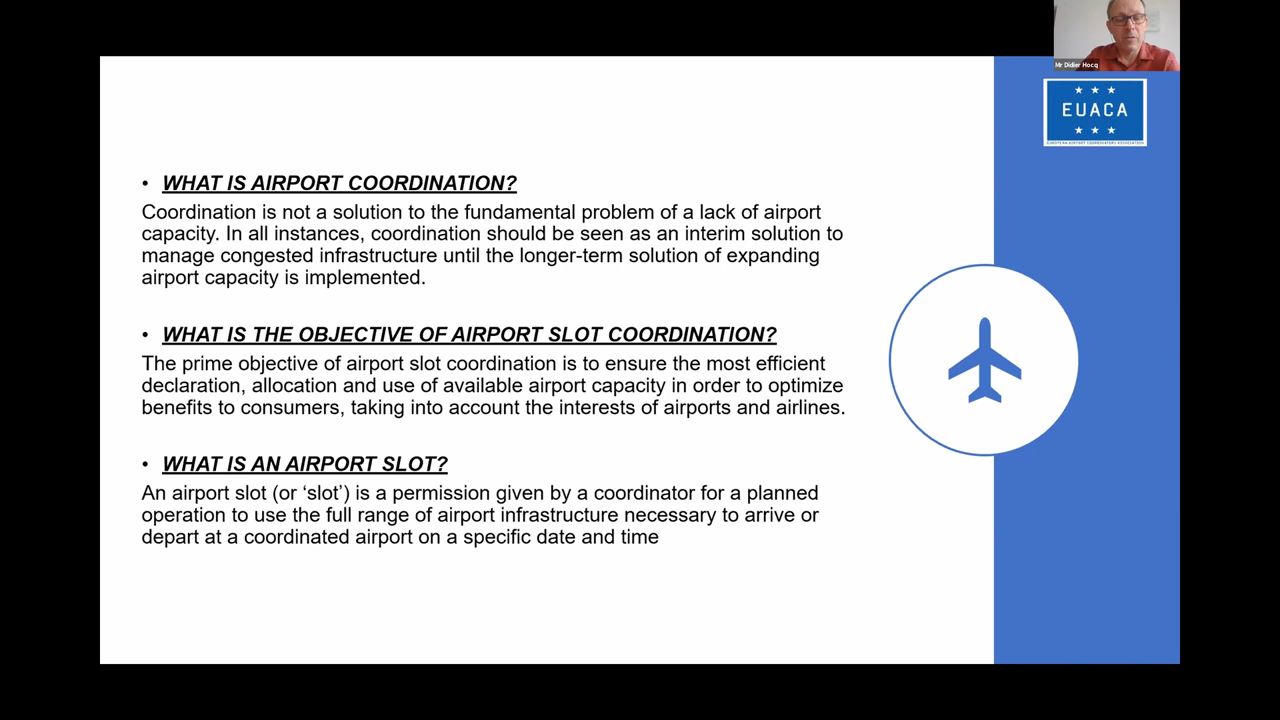 Mr Didier Hocq
EUACA
EUROPEAN AIRPORT COORDINATORS ASSOCIATION
• WHAT IS AIRPORT COORDINATION?
Coordination is not a solution to the fundamental problem of a lack of airport
capacity. In all instances, coordination should be seen as an interim solution to
manage congested infrastructure until the longer-term solution of expanding
airport capacity is implemented.
• WHAT IS THE OBJECTIVE OF AIRPORT SLOT COORDINATION?
The prime objective of airport slot coordination is to ensure the most efficient
declaration, allocation and use of available airport capacity in order to optimize
benefits to consumers, taking into account the interests of airports and airlines.
• WHAT IS AN AIRPORT SLOT?
An airport slot (or ‘slot’) is a permission given by a coordinator for a planned
operation to use the full range of airport infrastructure necessary to arrive or
depart at a coordinated airport on a specific date and time